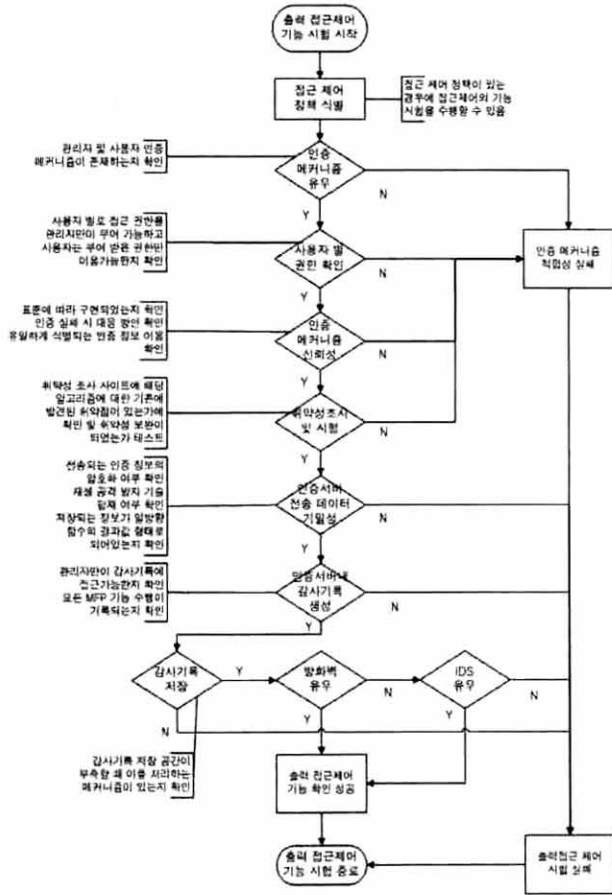 출력 접근제어
기능 시험 시작
접근 제어
정책 식별
접근 제어 정책이 있는
경우에 접근제어의 기능
시험을 수행할 수 있음
관리자 및 사용자 인증
메커니즘이 존재하는지 확인
인증
메커니즘
유무
N
Y
사용자 별로 접근 권한을
관리자만이 부여 가능하고
사용자는 부여 받은 권한만
이용가능한지 확인
사용자 별
권한 확인
N
Y
인증 메커니즘
적합성 실패
표준에 따라 구현되었는지 확인
인증 실패 시 대응 방안 확인
유일하게 식별되는 인증 정보 이용
확인
인증
메커니즘
신뢰성
N
Y
취약성 조사 사이트에 해당
알고리즘에 대한 기존에
발견된 취약점이 있는가에
확인 및 취약성 보완이
되었는가 테스트
취약성조사
및 시험
N
Y
전송되는 인증 정보의
암호화 여부 확인
재생 공격 방지 기술
탑재 여부 확인
저장되는 정보가 일방향
함수의 결과값 형태로
되어있는지 확인
인증서버
전송 데이터
기밀성
N
Y
관리자만이 감사기록에
접근가능한지 확인
모든 MFP 기능 수행이
기록되는지 확인
인증서버내
감사기록
생성
N
Y
감사기록
저장
Y
N
방화벽
유무
N
Y
IDS
유무
N
Y
감사기록 저장 공간이
부족할 때 이를 처리하는
메커니즘이 있는지 확인
출력 접근제어
기능 확인 성공
출력 접근제어
기능 시험 종료
출력접근 제어
시험 실패